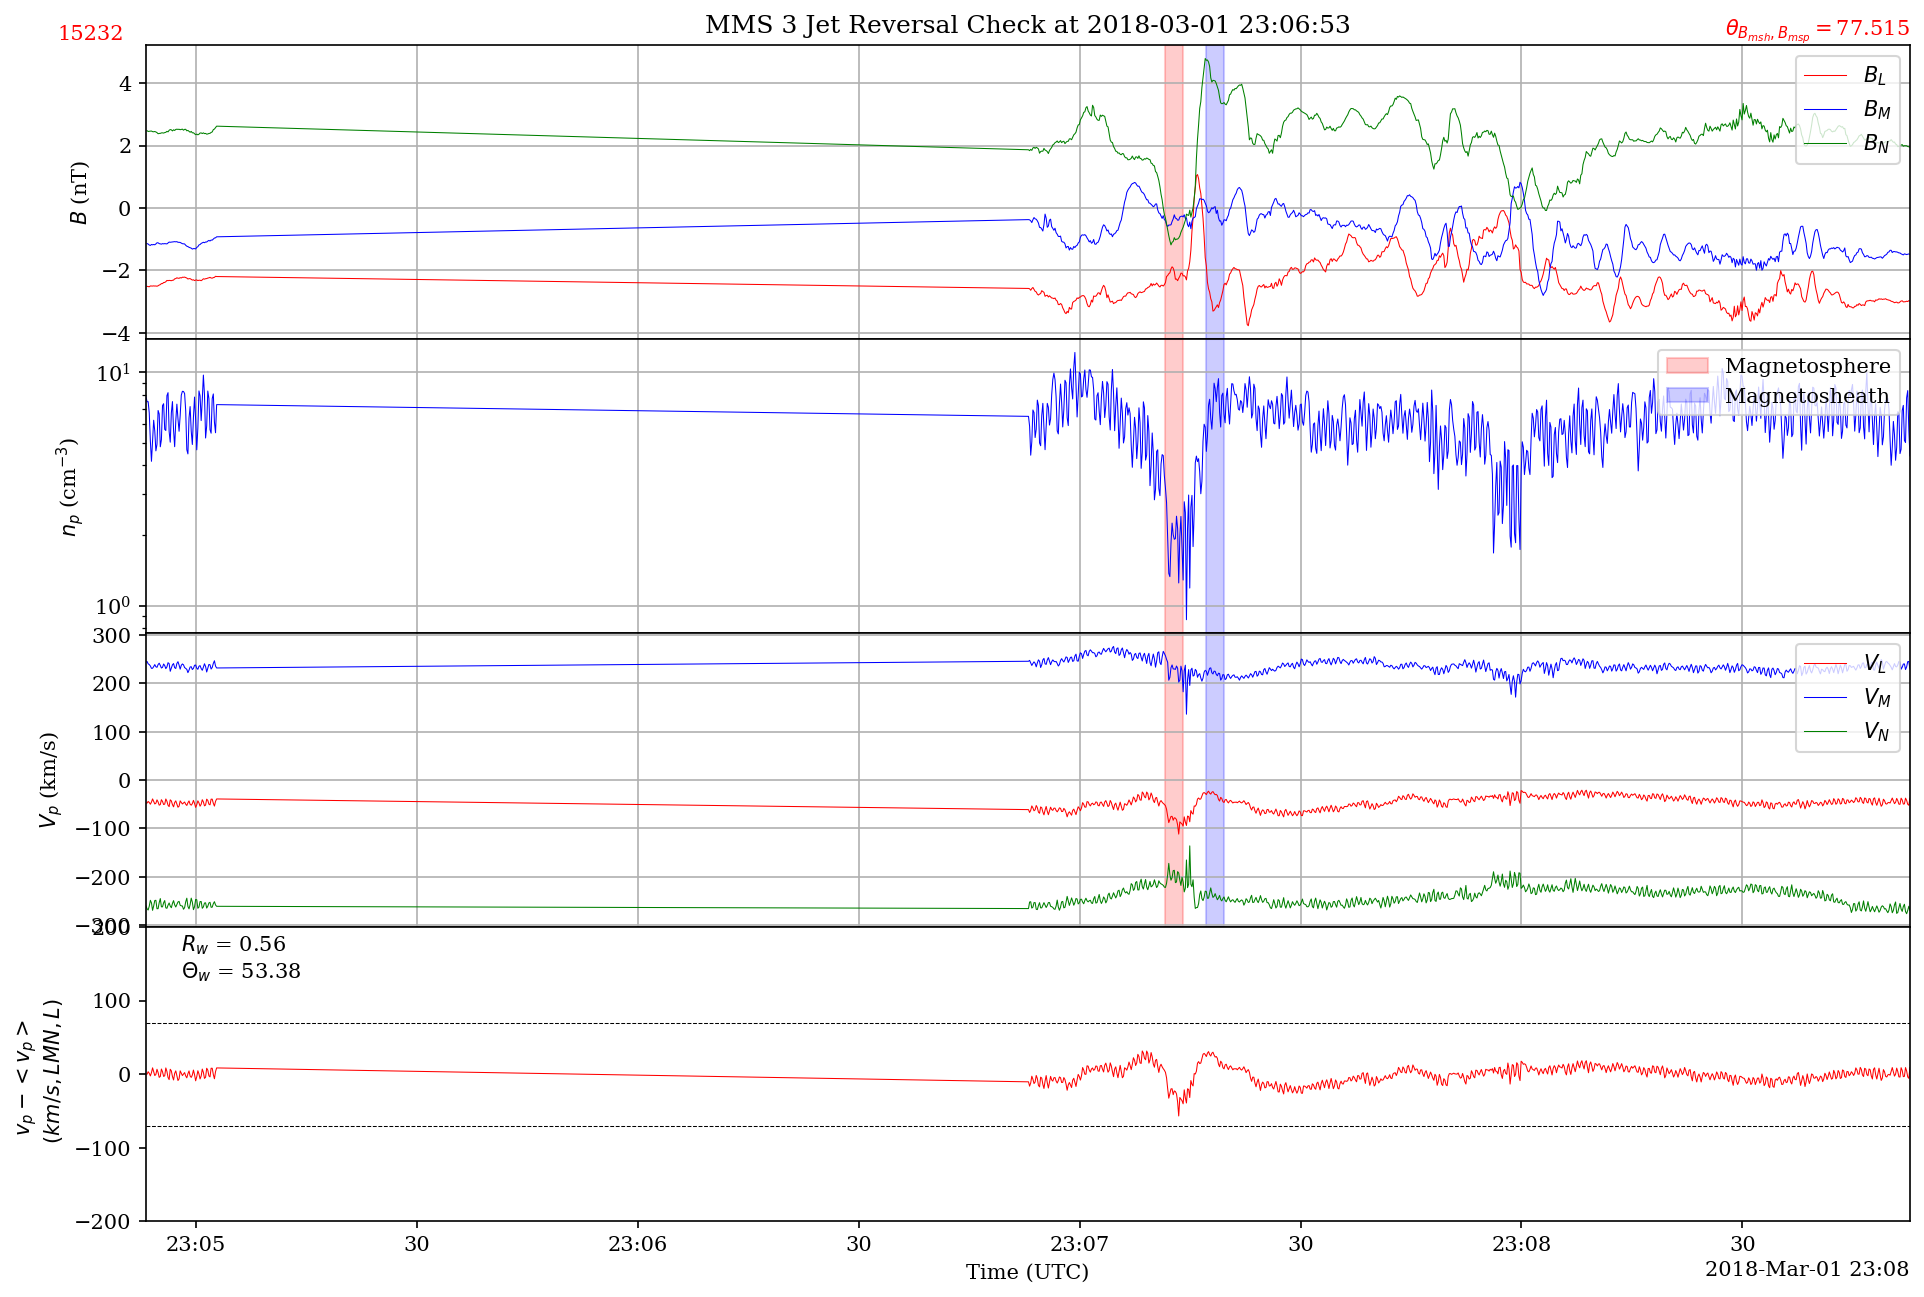 15232
MMS 3 Jet Reversal Check at 2018-03-01 23:06:53
θ_{B_{msh}, B_{msp}} = 77.515
4
2
0
−2
−4
B (nT)
B_L
B_M
B_N
10^1
10^0
n_p (cm^{−3})
Magnetosphere
Magnetosheath
300
200
100
0
−100
−200
−300
V_p (km/s)
V_L
V_M
V_N
200
100
0
−100
−200
v_p − < v_p >
(km/s, LMN, L)
R_w = 0.56
Θ_w = 53.38
23:05
30
23:06
30
23:07
30
23:08
30
Time (UTC)
2018-Mar-01 23:08